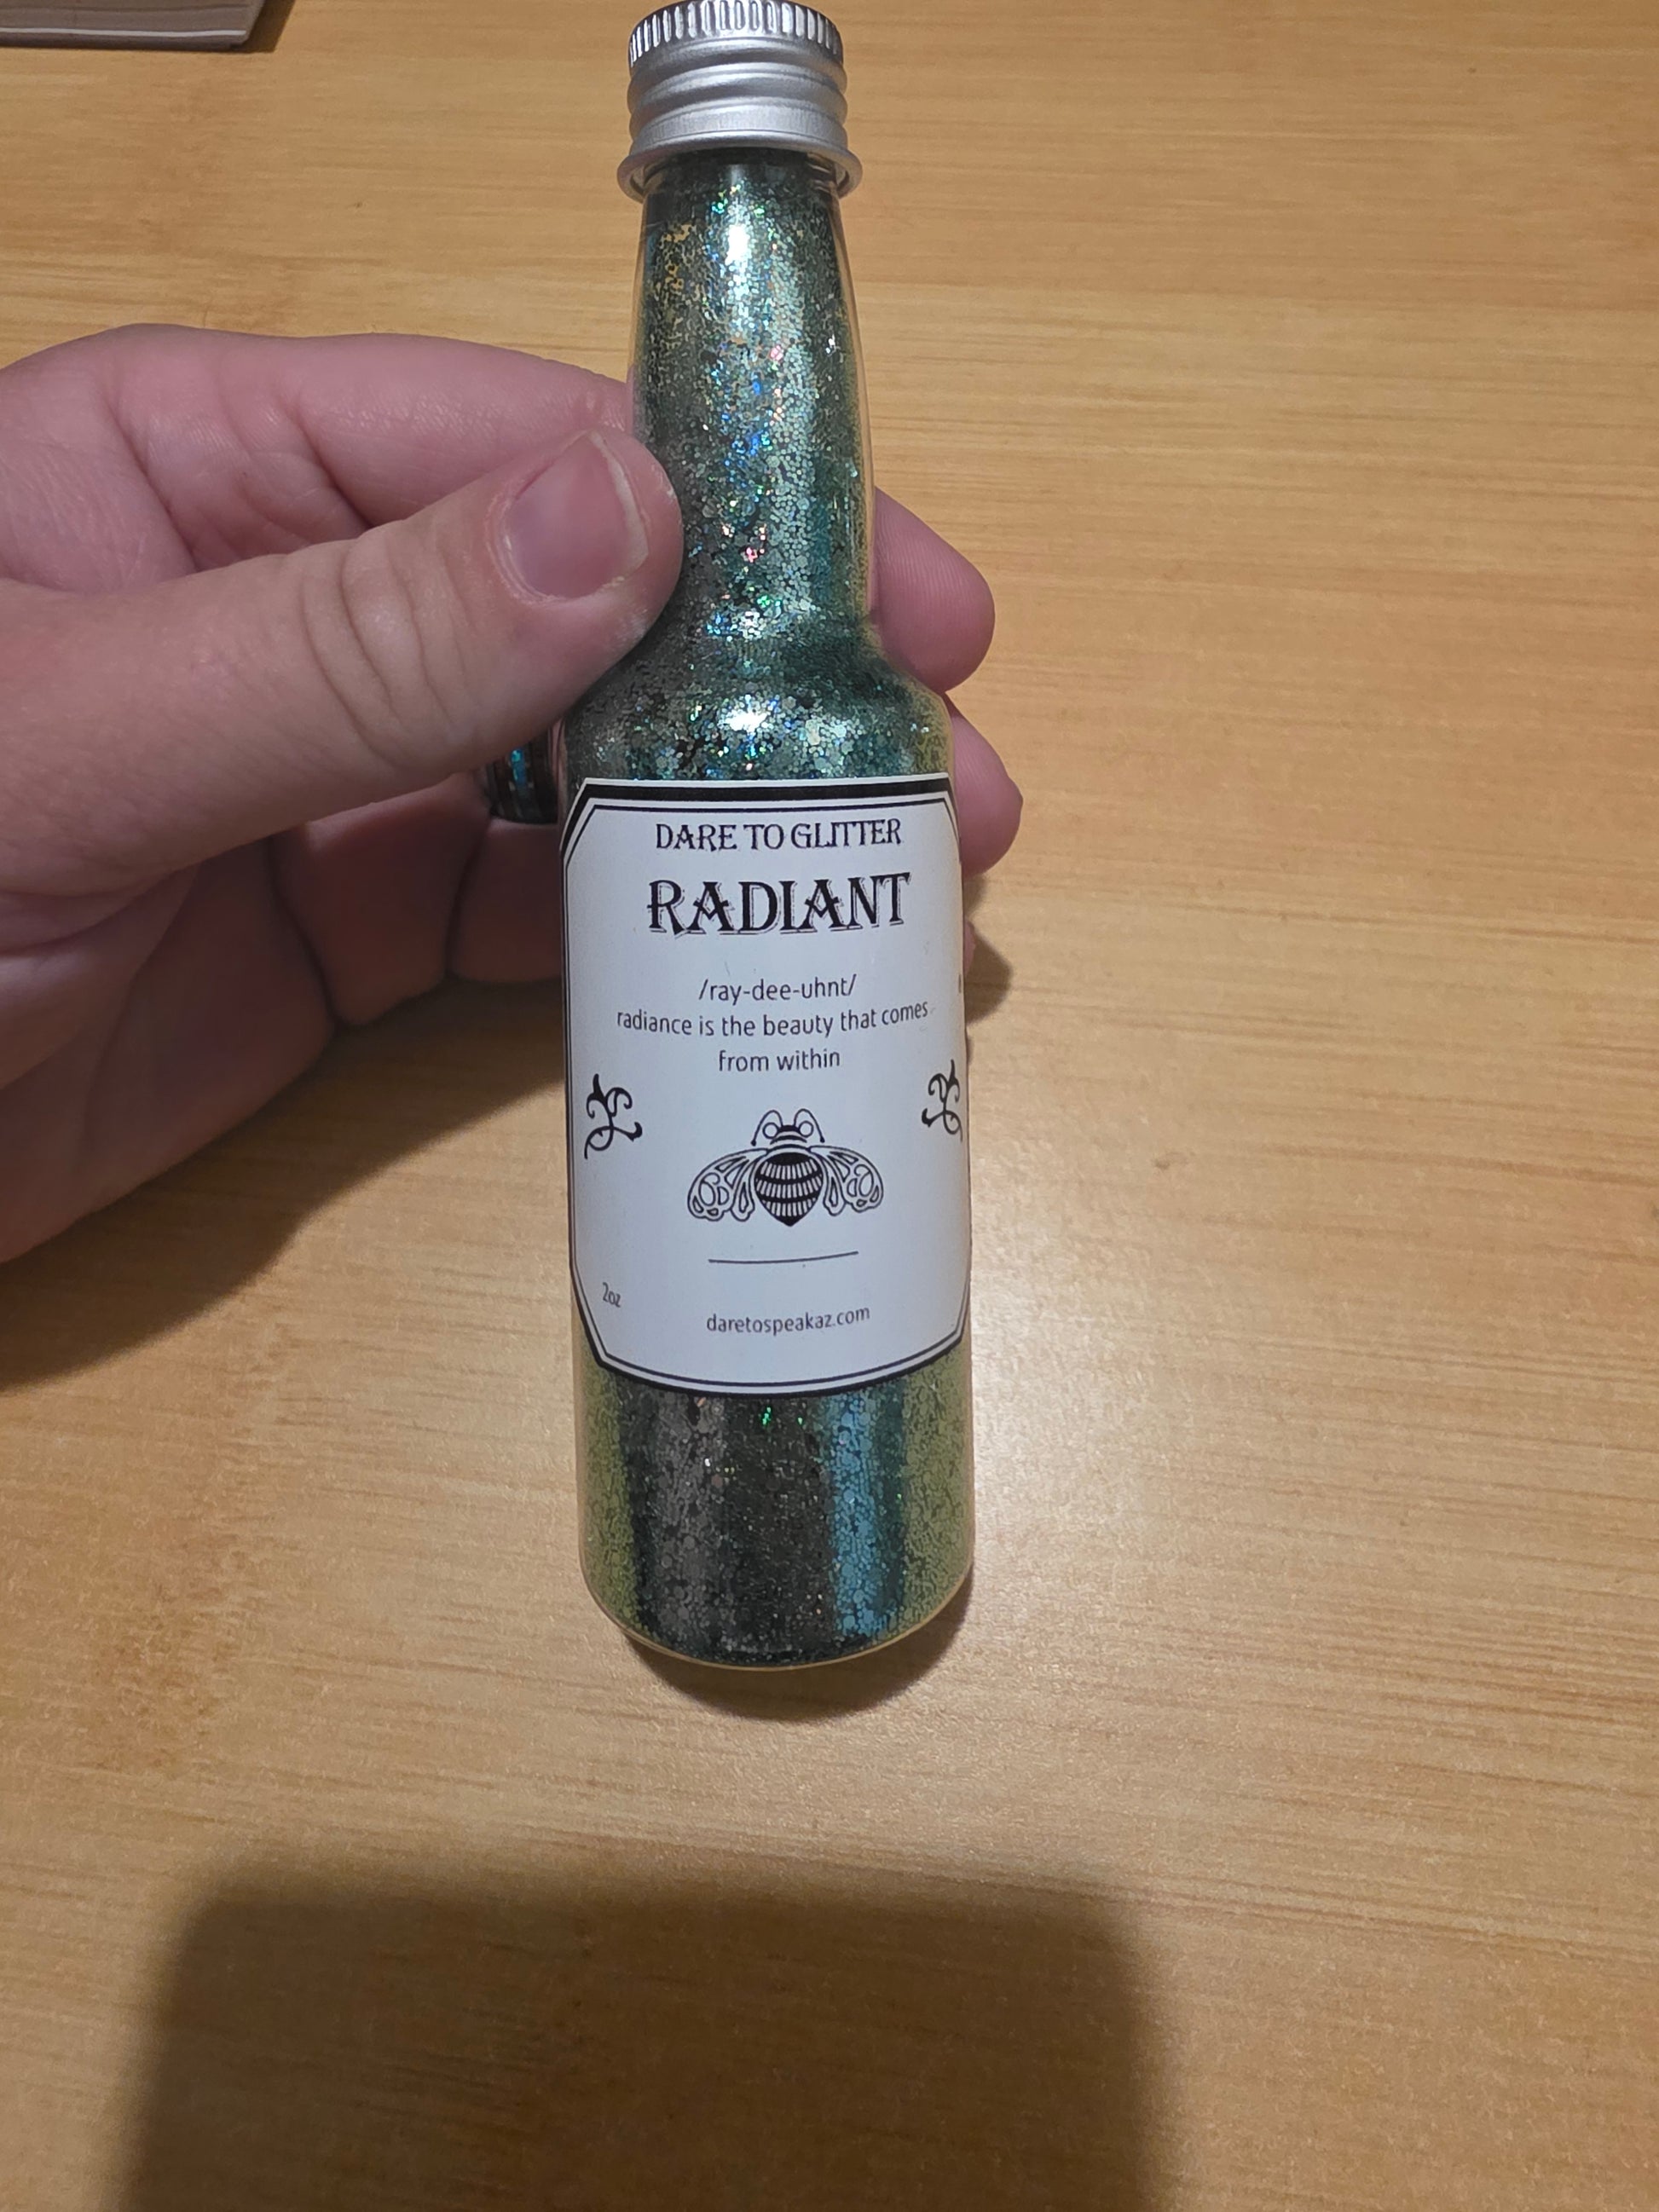 DARE TO GLITTER
RADIANT
/ray-dee-uhnt/
radiance is the beauty that comes
from within
2oz
daretospeakaz.com